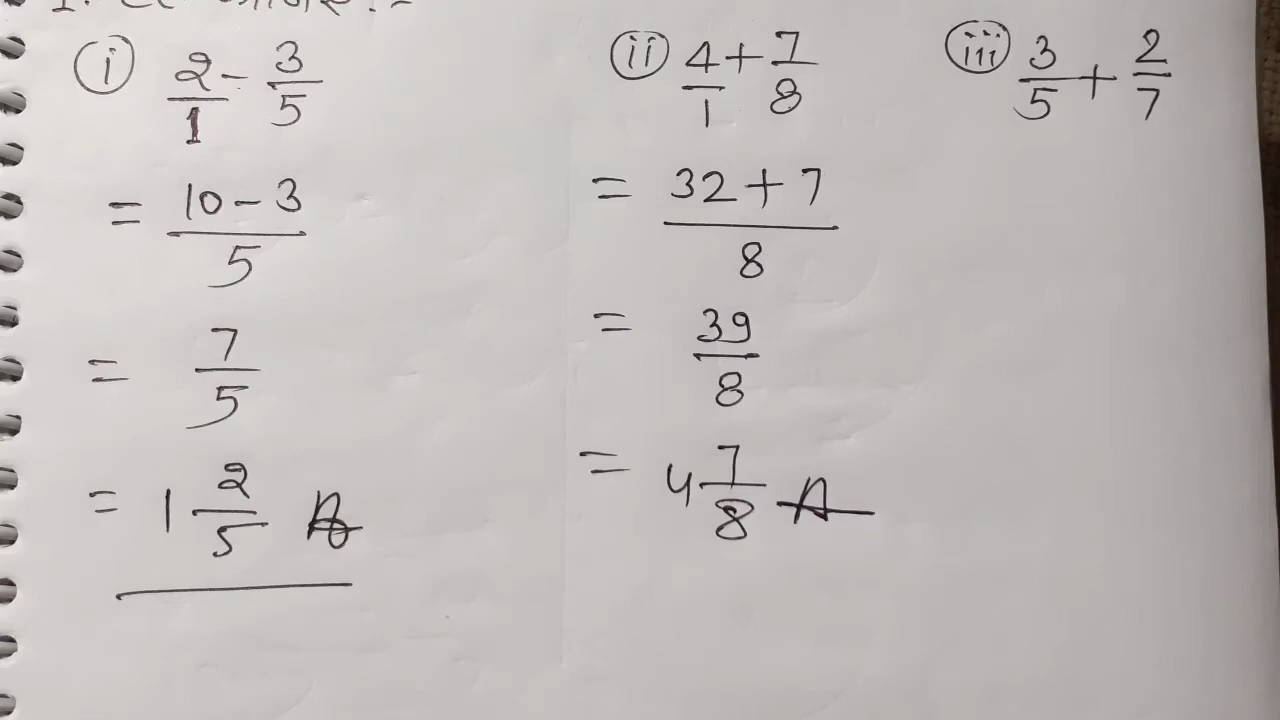 (i) 2/1 - 3/5
= 10-3/5
= 7/5
= 1 2/5
(ii) 4/1 + 7/8
= 32+7/8
= 39/8
= 4 7/8
(iii) 3/5 + 2/7